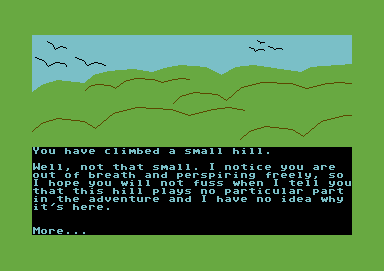 You have climbed a small hill.
Well, not that small. I notice you are
out of breath and perspiring freely, so
I hope you will not fuss when I tell you
that this hill plays no particular part
in the adventure and I have no idea why
it's here.
More...